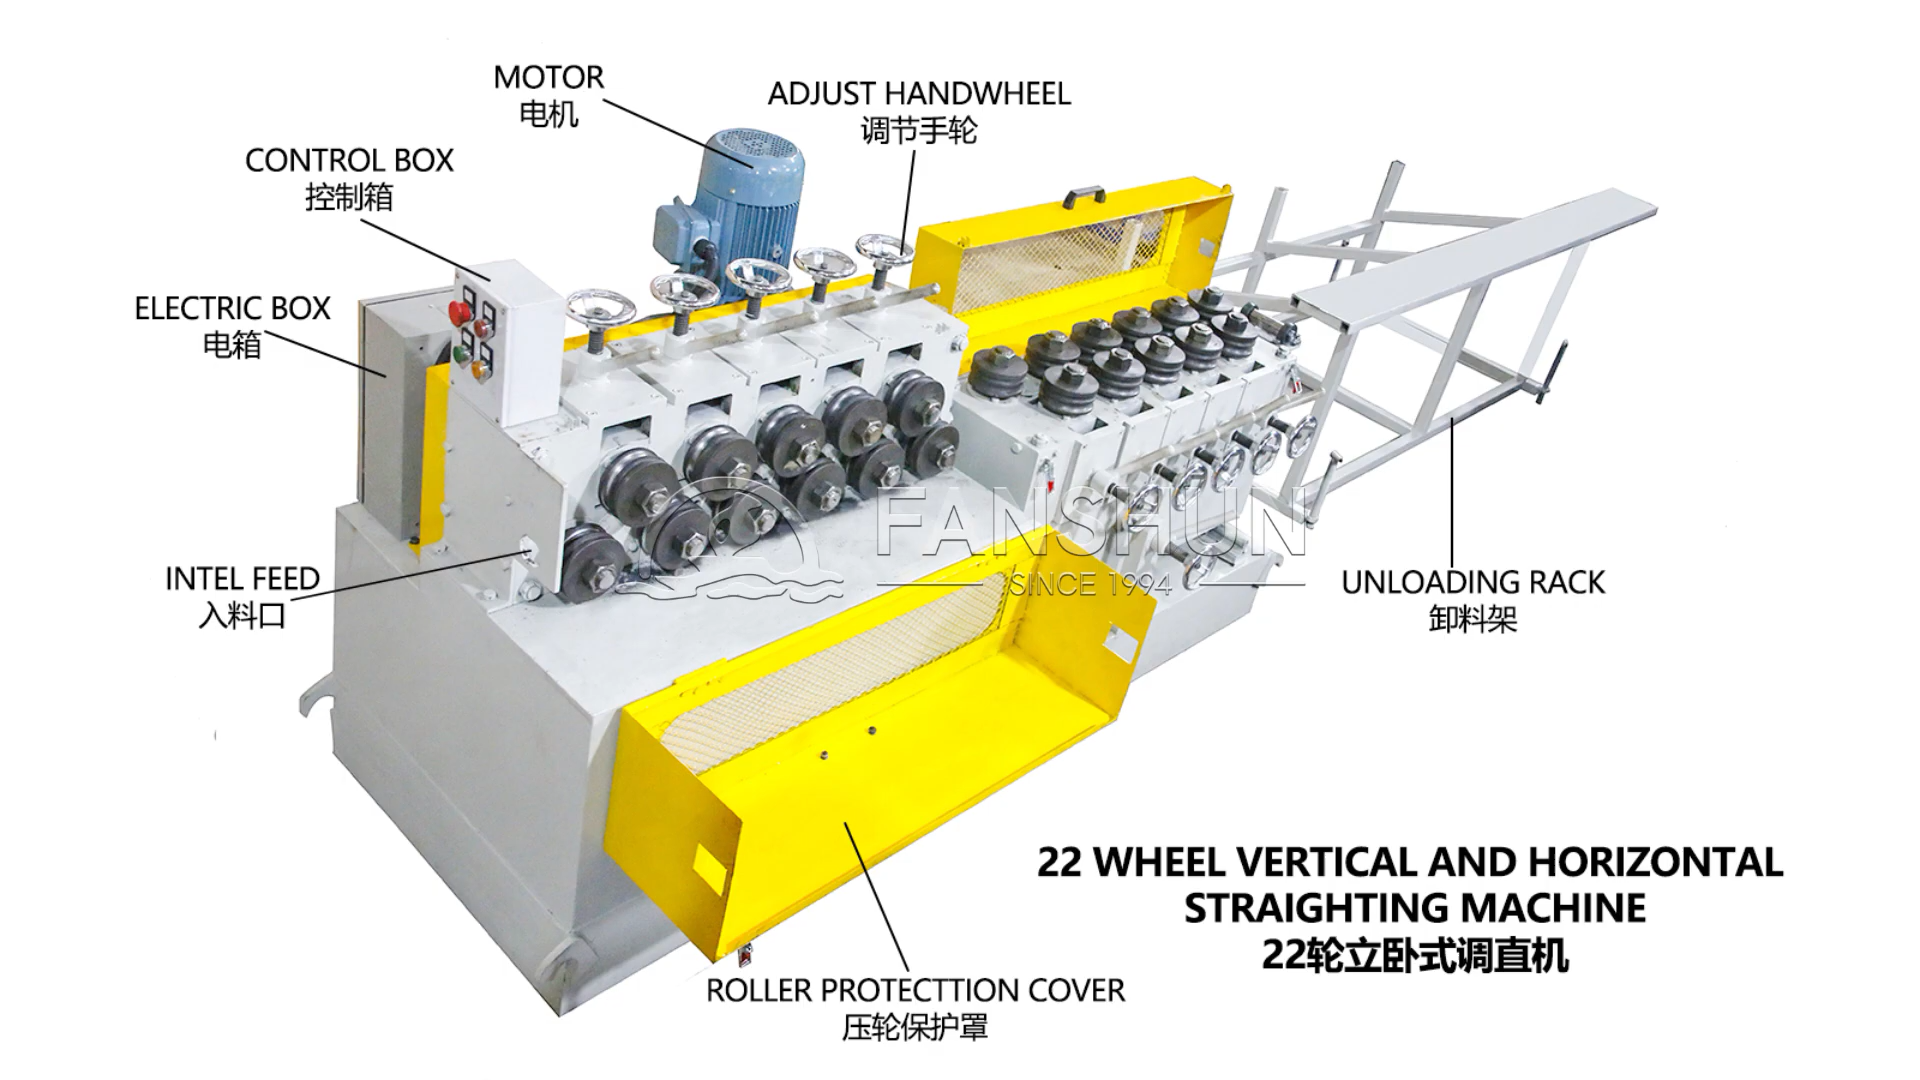 MOTOR
电机
ADJUST HANDWHEEL
调节手轮
CONTROL BOX
控制箱
ELECTRIC BOX
电箱
INTEL FEED
入料口
FANSHUN
SINCE 1994
UNLOADING RACK
卸料架
22 WHEEL VERTICAL AND HORIZONTAL
STRAIGHTING MACHINE
22轮立卧式调直机
ROLLER PROTECTTION COVER
压轮保护罩